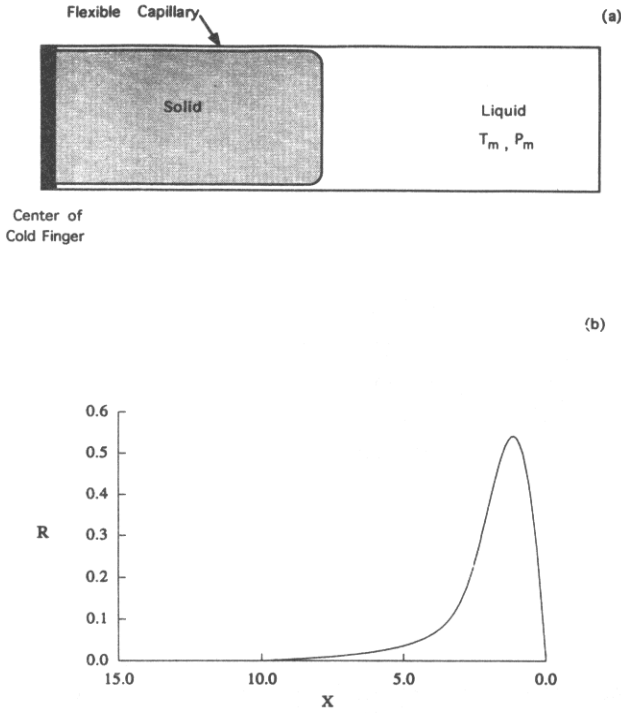 Flexible Capillary
(a)
Solid
Liquid
Tm , Pm
Center of
Cold Finger
(b)
0.6
0.5
0.4
R
0.3
0.2
0.1
0.0
15.0 10.0 5.0 0.0
X